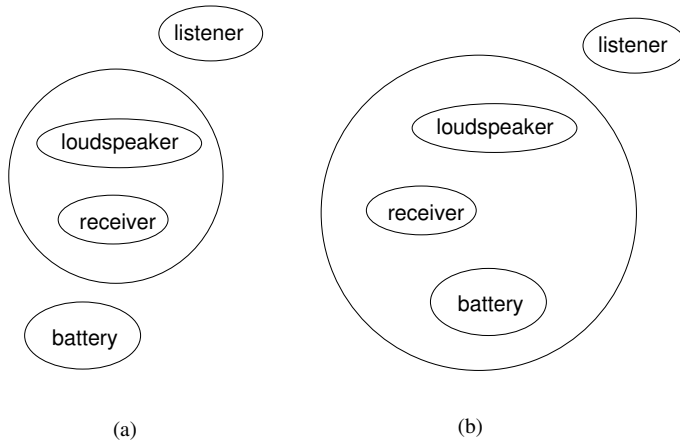 listener
loudspeaker
receiver
battery
(a)
listener
loudspeaker
receiver
battery
(b)